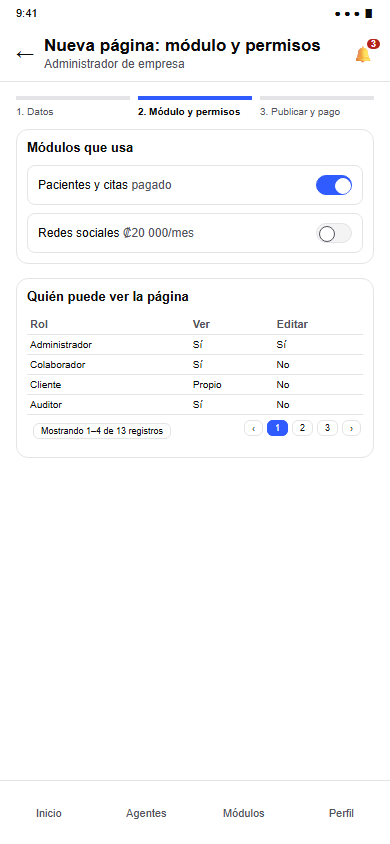 9:41
Nueva página: módulo y permisos
Administrador de empresa
3
1. Datos
2. Módulo y permisos
3. Publicar y pago
Módulos que usa
Pacientes y citas pagado
Redes sociales ₡20 000/mes
Quién puede ver la página
Rol Ver Editar
Administrador Sí Sí
Colaborador Sí No
Cliente Propio No
Auditor Sí No
Mostrando 1–4 de 13 registros ‹ 1 2 3 ›
Inicio Agentes Módulos Perfil